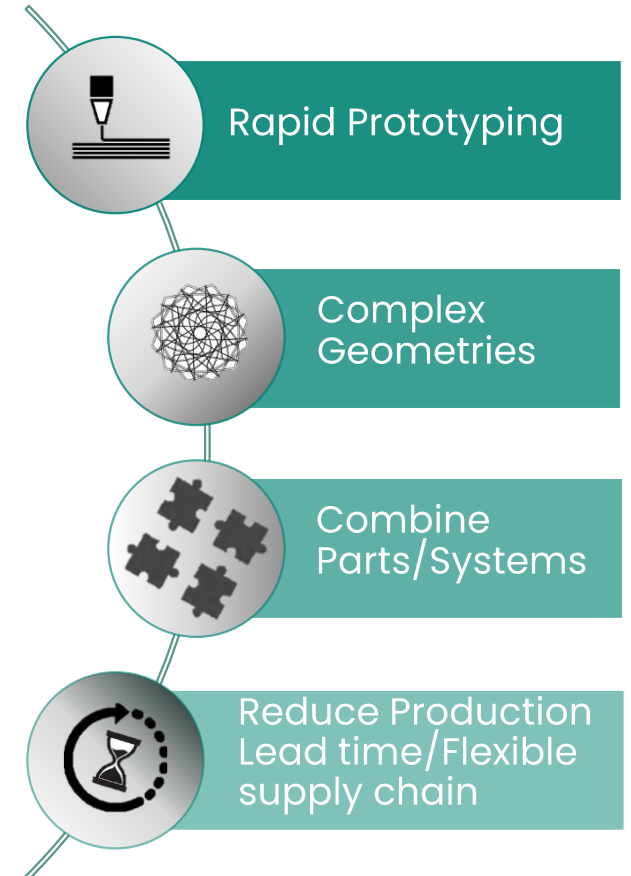 Rapid Prototyping
Complex
Geometries
Combine
Parts/Systems
Reduce Production
Lead time/Flexible
supply chain